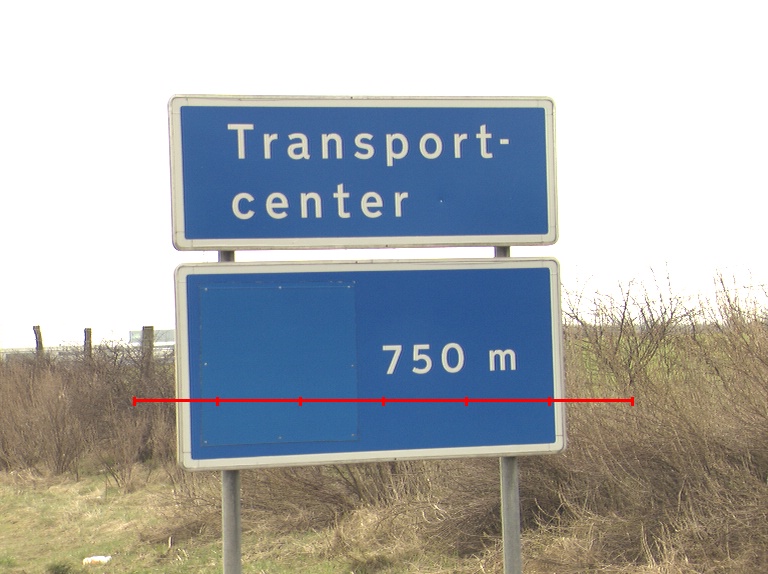 Transport-
center
750 m